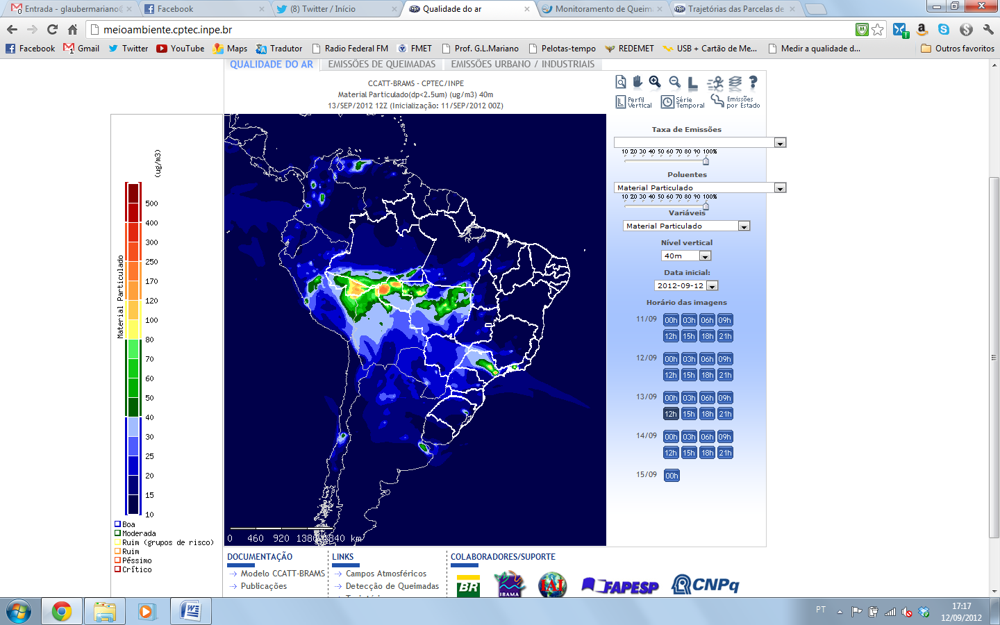 Entrada - glaubermariano@
Facebook
(8) Twitter / Início
Qualidade do ar
Monitoramento de Queim
Trajetórias das Parcelas de
meioambiente.cptec.inpe.br
Facebook
Gmail
Twitter
YouTube
Maps
Tradutor
Radio Federal FM
FMET
Prof. G.L.Mariano
Pelotas-tempo
REDEMET
USB + Cartão de Me...
Medir a qualidade d...
Outros favoritos
QUALIDADE DO AR
EMISSÕES DE QUEIMADAS
EMISSÕES URBANO / INDUSTRIAIS
CCATT-BRAMS - CPTEC/INPE
Material Particulado(dp<2.5um) (ug/m3) 40m
13/SEP/2012 12Z (Inicialização: 11/SEP/2012 00Z)
Perfil Vertical
Série Temporal
Emissões por Estado
Taxa de Emissões
10 20 30 40 50 60 70 80 90 100%
Poluentes
Material Particulado
10 20 30 40 50 60 70 80 90 100%
Variáveis
Material Particulado
Nível vertical
40m
Data inicial:
2012-09-12
Horário das imagens
11/09 00h 03h 06h 09h
12h 15h 18h 21h
12/09 00h 03h 06h 09h
12h 15h 18h 21h
13/09 00h 03h 06h 09h
12h 15h 18h 21h
14/09 00h 03h 06h 09h
12h 15h 18h 21h
15/09 00h
(ug/m3)
Material Particulado
500
400
300
250
170
120
100
80
70
60
50
40
30
25
20
15
10
Boa
Moderada
Ruim (grupos de risco)
Ruim
Péssimo
Crítico
0 460 920 1380 1840 km
DOCUMENTAÇÃO
Modelo CCATT-BRAMS
Publicações
LINKS
Campos Atmosféricos
Detecção de Queimadas
COLABORADORES/SUPORTE
BR
IBAMA
IAI
FAPESP
CNPq
PT
17:17
12/09/2012